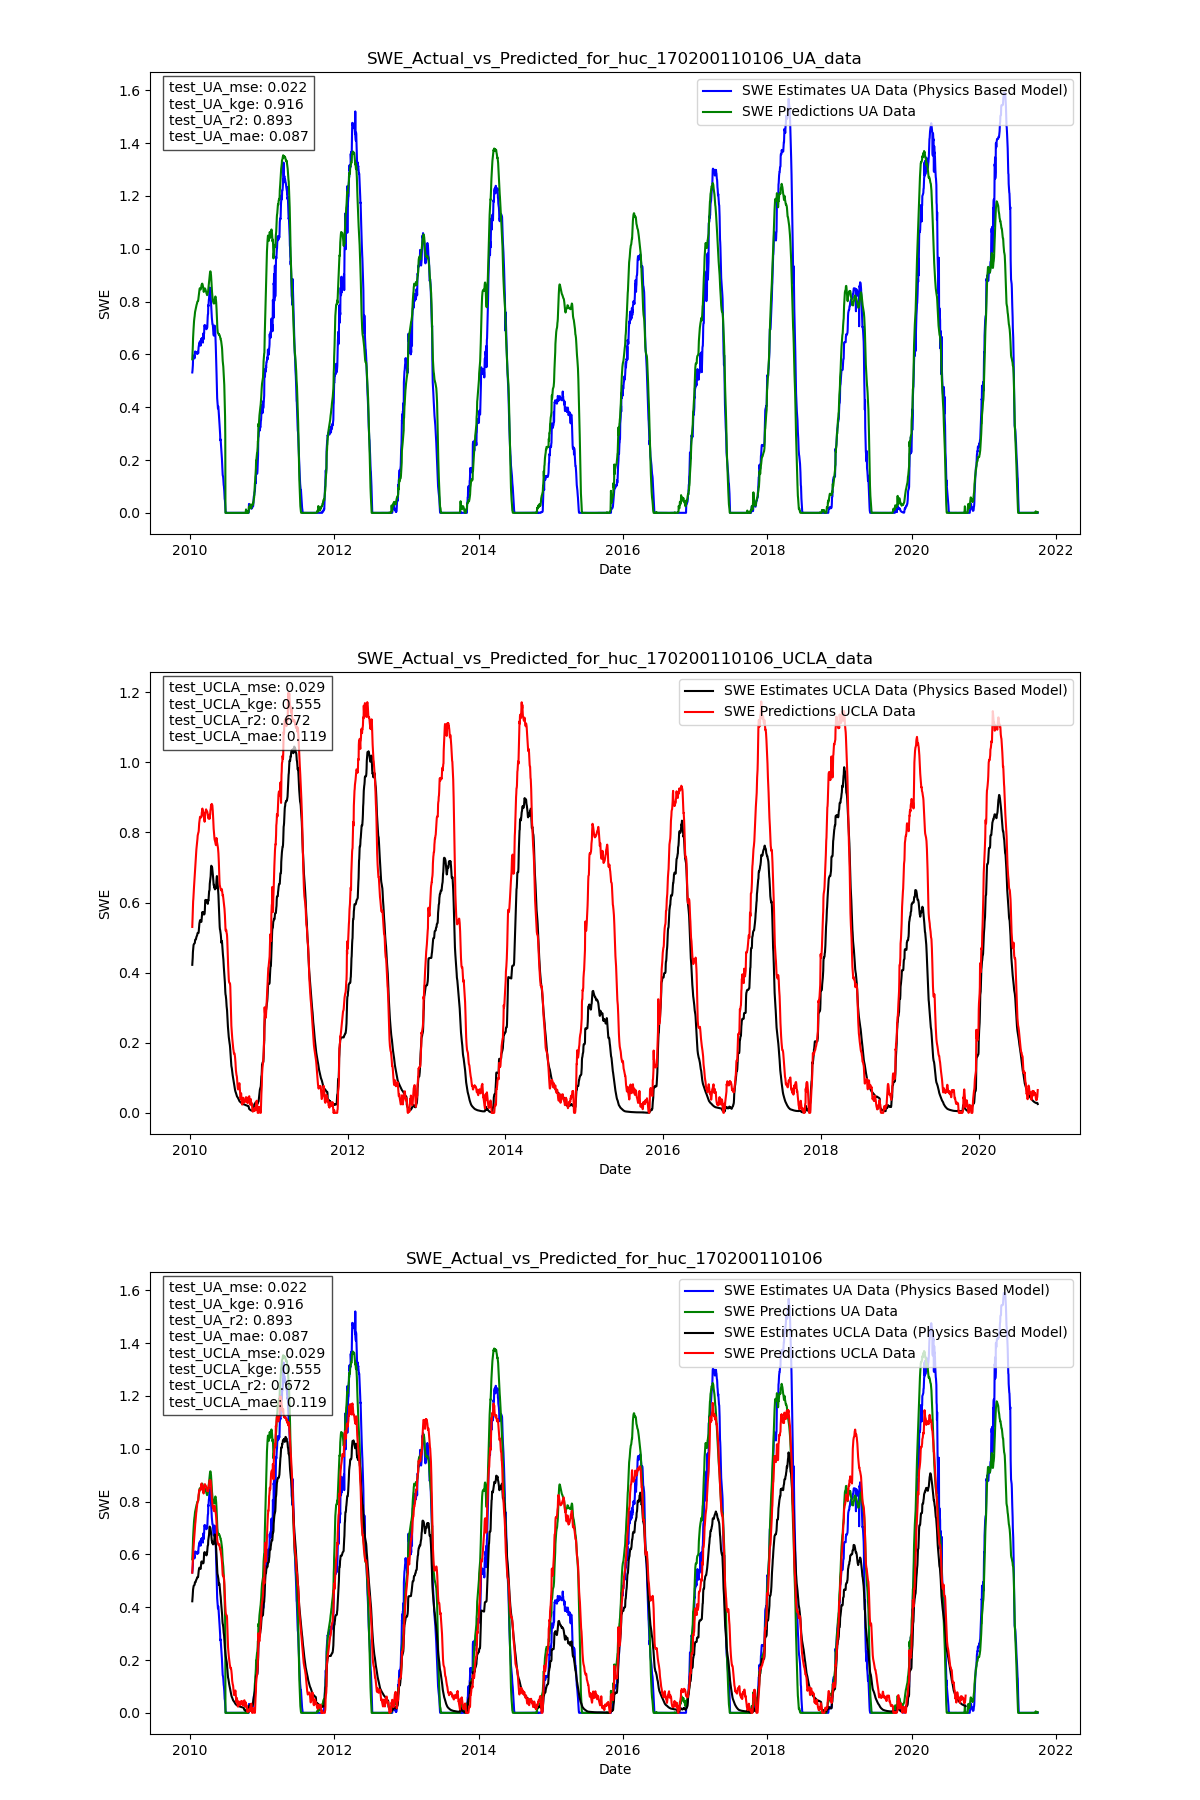 SWE_Actual_vs_Predicted_for_huc_170200110106_UA_data
test_UA_mse: 0.022
test_UA_kge: 0.916
test_UA_r2: 0.893
test_UA_mae: 0.087
SWE Estimates UA Data (Physics Based Model)
SWE Predictions UA Data
1.6
1.4
1.2
1.0
0.8
0.6
0.4
0.2
0.0
SWE
2010 2012 2014 2016 2018 2020 2022
Date
SWE_Actual_vs_Predicted_for_huc_170200110106_UCLA_data
test_UCLA_mse: 0.029
test_UCLA_kge: 0.555
test_UCLA_r2: 0.672
test_UCLA_mae: 0.119
SWE Estimates UCLA Data (Physics Based Model)
SWE Predictions UCLA Data
1.2
1.0
0.8
0.6
0.4
0.2
0.0
SWE
2010 2012 2014 2016 2018 2020
Date
SWE_Actual_vs_Predicted_for_huc_170200110106
test_UA_mse: 0.022
test_UA_kge: 0.916
test_UA_r2: 0.893
test_UA_mae: 0.087
test_UCLA_mse: 0.029
test_UCLA_kge: 0.555
test_UCLA_r2: 0.672
test_UCLA_mae: 0.119
SWE Estimates UA Data (Physics Based Model)
SWE Predictions UA Data
SWE Estimates UCLA Data (Physics Based Model)
SWE Predictions UCLA Data
1.6
1.4
1.2
1.0
0.8
0.6
0.4
0.2
0.0
SWE
2010 2012 2014 2016 2018 2020 2022
Date